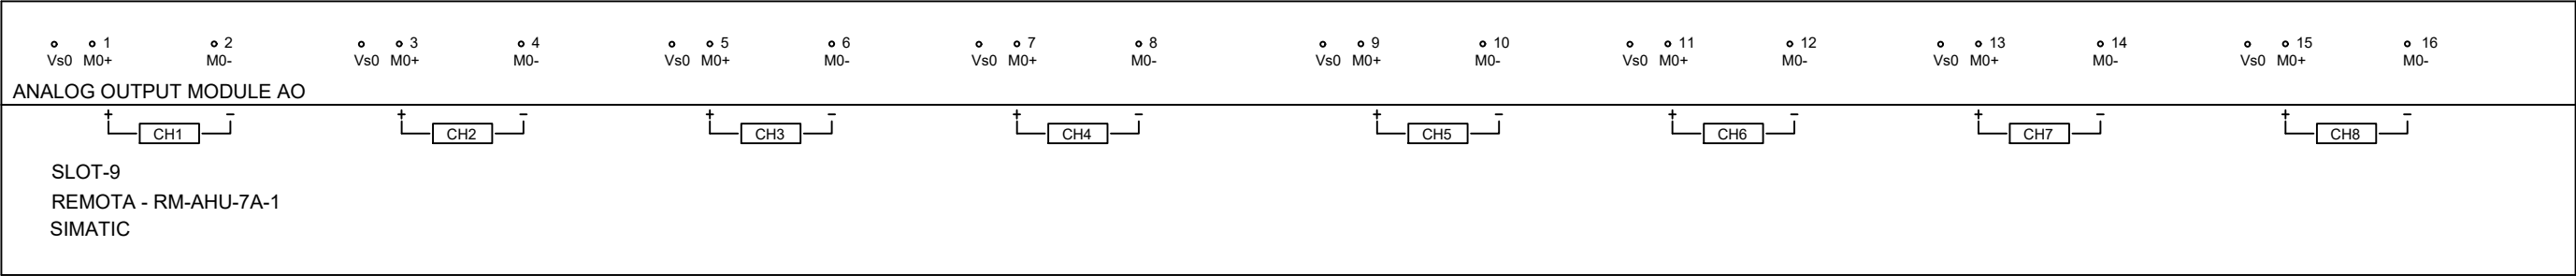 1 2 3 4 5 6 7 8 9 10 11 12 13 14 15 16
Vs0 M0+ M0- Vs0 M0+ M0- Vs0 M0+ M0- Vs0 M0+ M0- Vs0 M0+ M0- Vs0 M0+ M0- Vs0 M0+ M0- Vs0 M0+ M0-
ANALOG OUTPUT MODULE AO
+ - + - + - + - + - + - + - + -
CH1 CH2 CH3 CH4 CH5 CH6 CH7 CH8
SLOT-9
REMOTA - RM-AHU-7A-1
SIMATIC